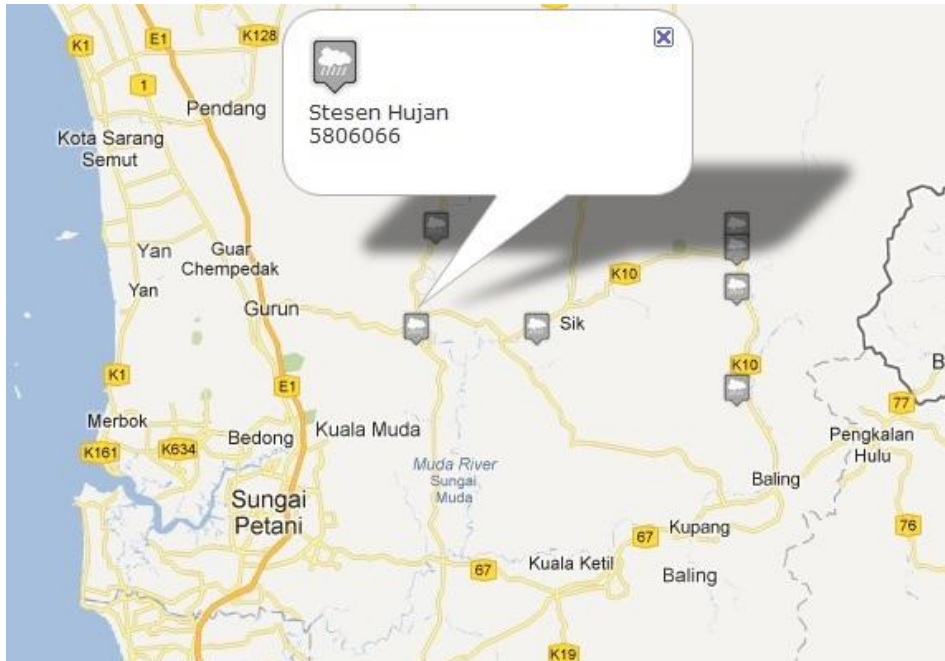 K1
E1
K128
1
Pendang
Kota Sarang
Semut
Stesen Hujan
5806066
Yan
Guar
Chempedak
Yan
Gurun
K10
Sik
K1
E1
K10
B
77
Merbok
K161
K634
Bedong
Kuala Muda
Pengkalan
Hulu
Muda River
Sungai
Muda
Baling
Sungai
Petani
67
Kupang
76
67
Kuala Ketil
Baling
K19